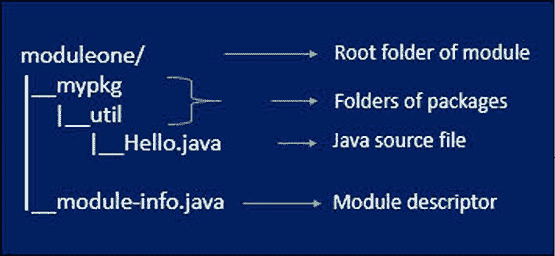 moduleone/ Root folder of module
|__mypkg
Folders of packages
|__util
|__Hello.java Java source file
|__module-info.java Module descriptor